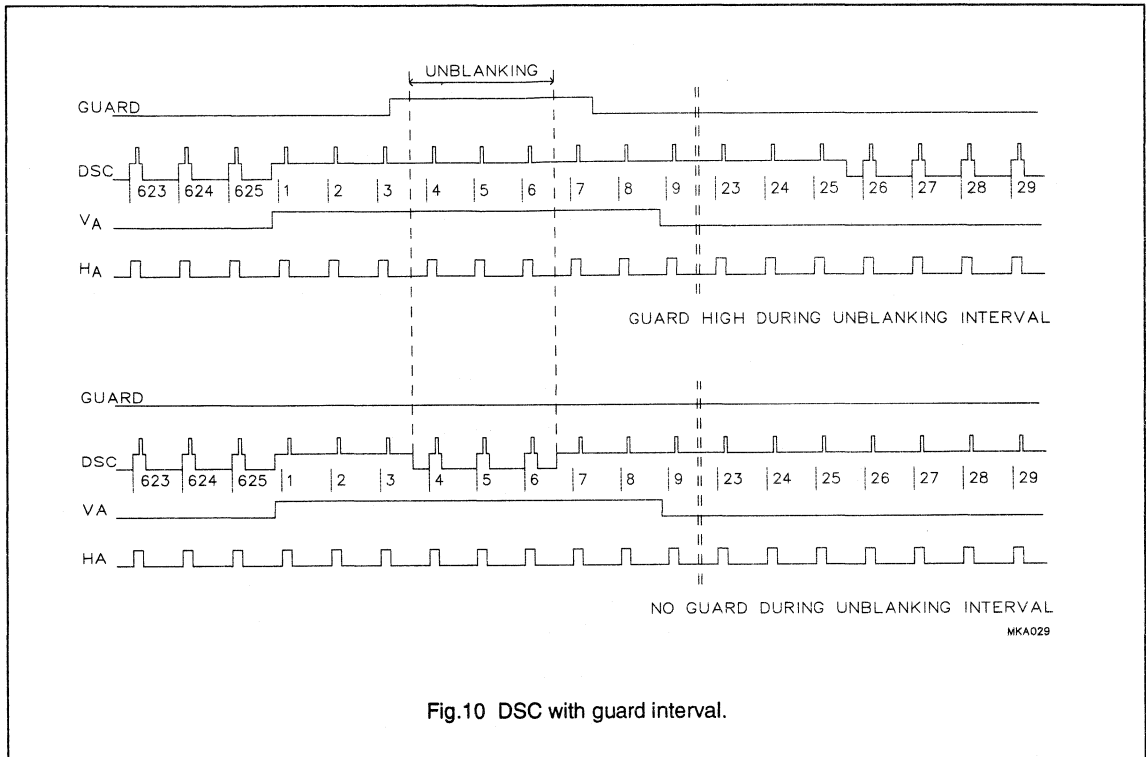 UNBLANKING
GUARD
DSC
623 624 625 1 2 3 4 5 6 7 8 9 23 24 25 26 27 28 29
VA
HA
GUARD HIGH DURING UNBLANKING INTERVAL
GUARD
DSC
623 624 625 1 2 3 4 5 6 7 8 9 23 24 25 26 27 28 29
VA
HA
NO GUARD DURING UNBLANKING INTERVAL
MKA029
Fig.10 DSC with guard interval.